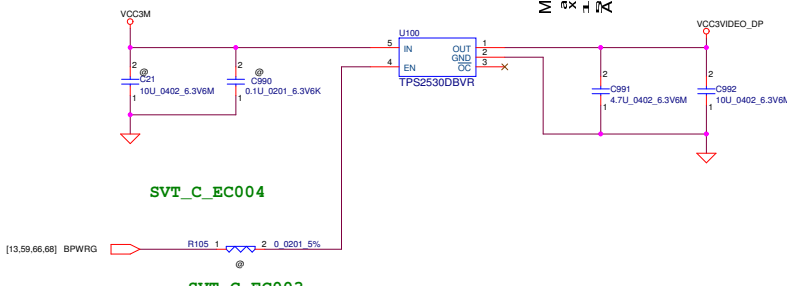 VCC3M
U100
VCC3VIDEO_DP
5 IN OUT 1
GND 2
4 EN OC 3
TPS2530DBVR
2 @
C21
10U_0402_6.3V6M
1
2 @
C990
0.1U_0201_6.3V6K
1
2
C991
4.7U_0402_6.3V6M
1
2
C992
10U_0402_6.3V6M
1
SVT_C_EC004
[13,59,66,68] BPWRG
R105 1 2 0_0201_5%
@